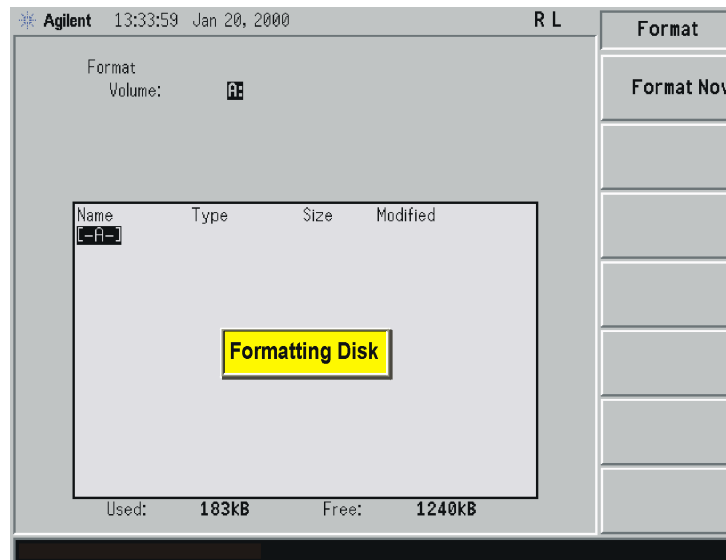 Agilent 13:33:59 Jan 20, 2000 R L
Format
Format
Volume: A:
Format Now
Name Type Size Modified
[-A-]
Formatting Disk
Used: 183kB Free: 1240kB